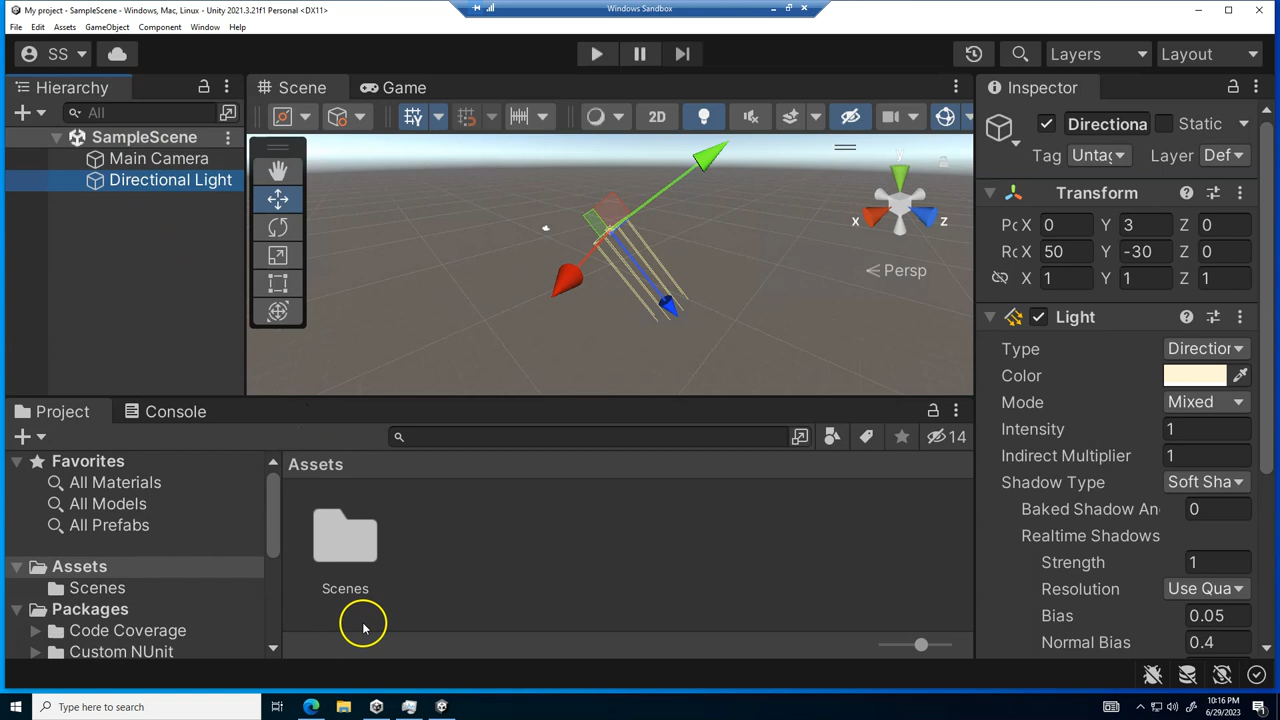 My project - SampleScene - Windows, Mac, Linux - Unity 2021.3.21f1 Personal <DX11>
Windows Sandbox
File Edit Assets GameObject Component Window Help
SS
Layers
Layout
Hierarchy
All
SampleScene
Main Camera
Directional Light
Scene
Game
2D
y
x
z
Persp
Inspector
Directiona
Static
Tag Untag Layer Def
Transform
Pc X 0 Y 3 Z 0
Rc X 50 Y -30 Z 0
X 1 Y 1 Z 1
Light
Type Direction
Color
Mode Mixed
Intensity 1
Indirect Multiplier 1
Shadow Type Soft Sha
Baked Shadow An 0
Realtime Shadows
Strength 1
Resolution Use Qua
Bias 0.05
Normal Bias 0.4
Project
Console
14
Favorites
All Materials
All Models
All Prefabs
Assets
Scenes
Packages
Code Coverage
Custom NUnit
Assets
Scenes
Type here to search
10:16 PM
6/29/2023
1